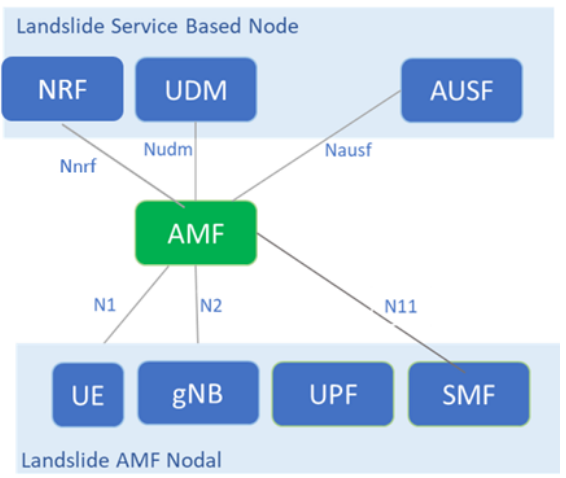 Landslide Service Based Node
NRF
UDM
AUSF
Nnrf
Nudm
Nausf
AMF
N1
N2
N11
UE
gNB
UPF
SMF
Landslide AMF Nodal